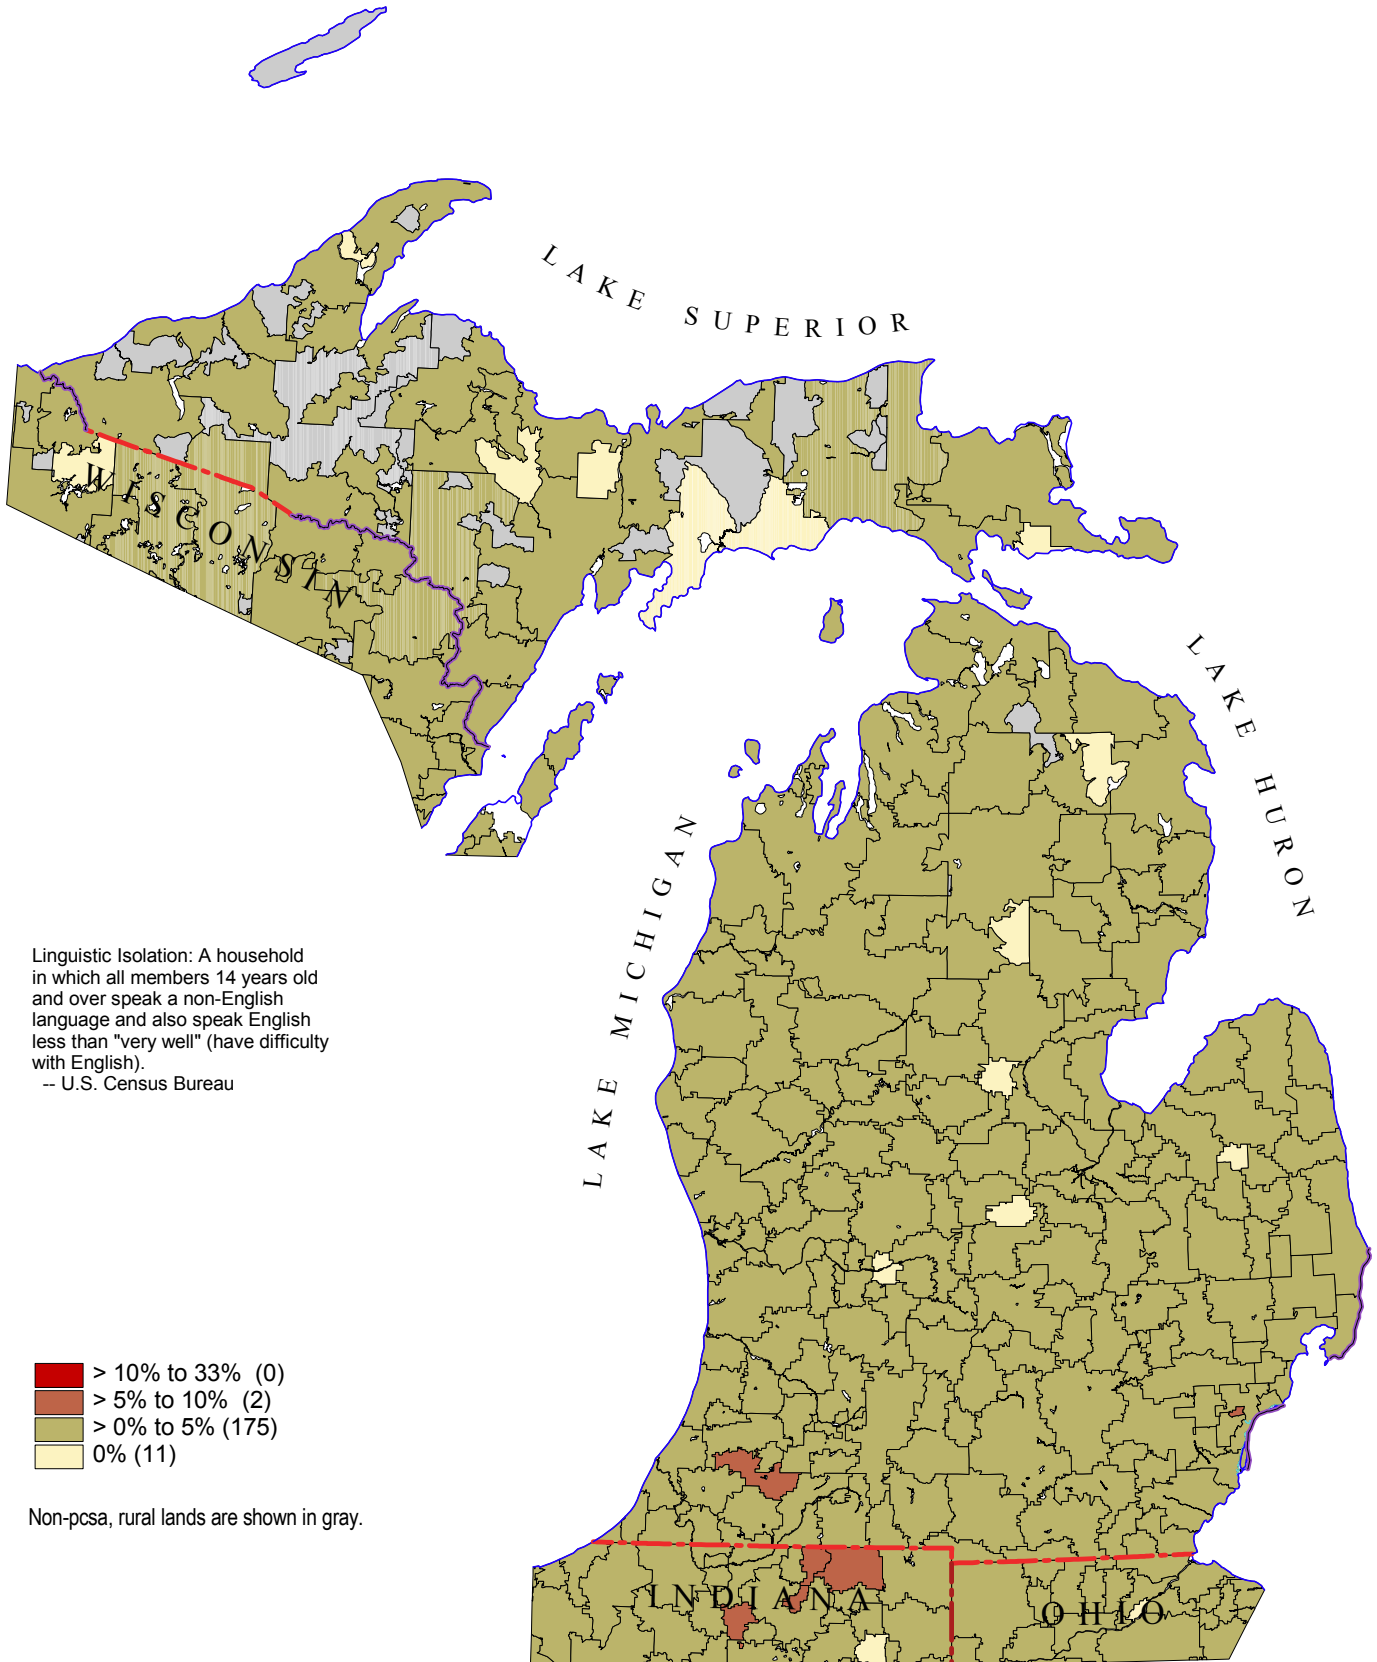 LAKE SUPERIOR
WISCONSIN
LAKE HURON
LAKE MICHIGAN
Linguistic Isolation: A household
in which all members 14 years old
and over speak a non-English
language and also speak English
less than "very well" (have difficulty
with English).
-- U.S. Census Bureau
> 10% to 33% (0)
> 5% to 10% (2)
> 0% to 5% (175)
0% (11)
Non-pcsa, rural lands are shown in gray.
INDIANA
OHIO